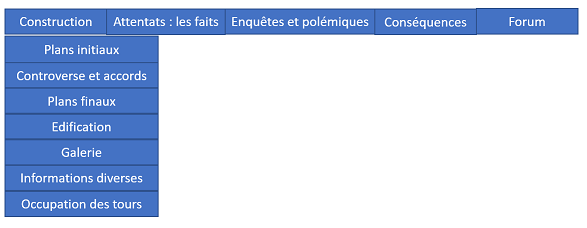 Construction Attentats : les faits Enquêtes et polémiques Conséquences Forum
Plans initiaux
Controverse et accords
Plans finaux
Edification
Galerie
Informations diverses
Occupation des tours